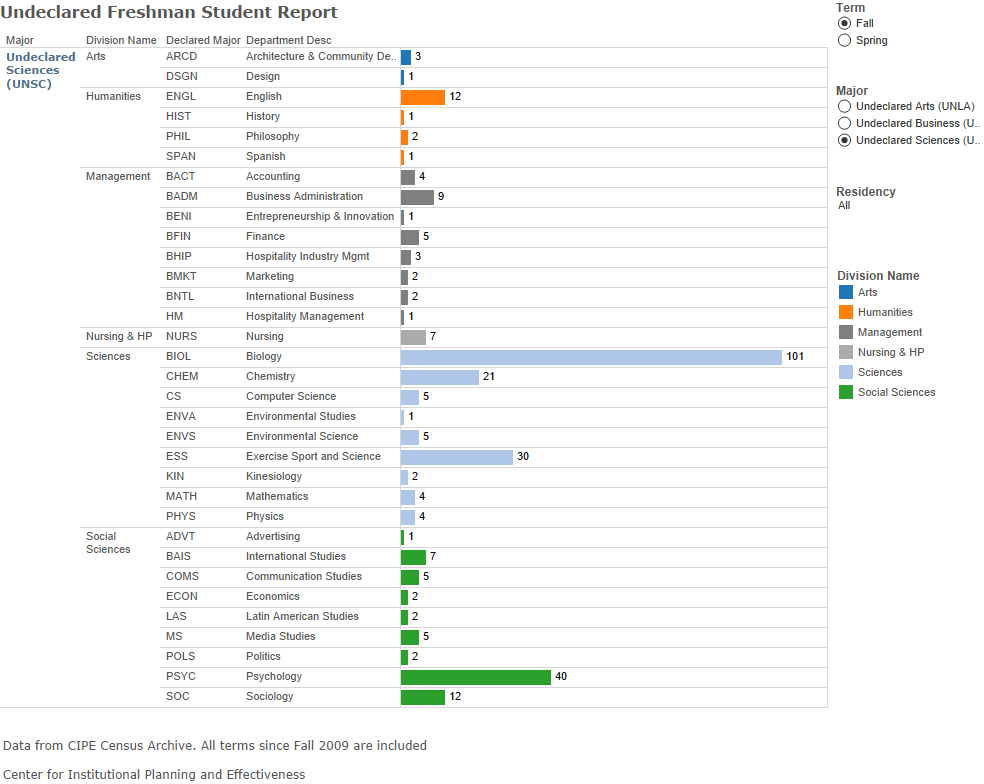 Undeclared Freshman Student Report
Major Division Name Declared Major Department Desc
Undeclared Sciences (UNSC) Arts ARCD Architecture & Community De.. 3
DSGN Design 1
Humanities ENGL English 12
HIST History 1
PHIL Philosophy 2
SPAN Spanish 1
Management BACT Accounting 4
BADM Business Administration 9
BENI Entrepreneurship & Innovation 1
BFIN Finance 5
BHIP Hospitality Industry Mgmt 3
BMKT Marketing 2
BNTL International Business 2
HM Hospitality Management 1
Nursing & HP NURS Nursing 7
Sciences BIOL Biology 101
CHEM Chemistry 21
CS Computer Science 5
ENVA Environmental Studies 1
ENVS Environmental Science 5
ESS Exercise Sport and Science 30
KIN Kinesiology 2
MATH Mathematics 4
PHYS Physics 4
Social Sciences ADVT Advertising 1
BAIS International Studies 7
COMS Communication Studies 5
ECON Economics 2
LAS Latin American Studies 2
MS Media Studies 5
POLS Politics 2
PSYC Psychology 40
SOC Sociology 12
Term
Fall
Spring
Major
Undeclared Arts (UNLA)
Undeclared Business (U..
Undeclared Sciences (U..
Residency
All
Division Name
Arts
Humanities
Management
Nursing & HP
Sciences
Social Sciences
Data from CIPE Census Archive. All terms since Fall 2009 are included
Center for Institutional Planning and Effectiveness